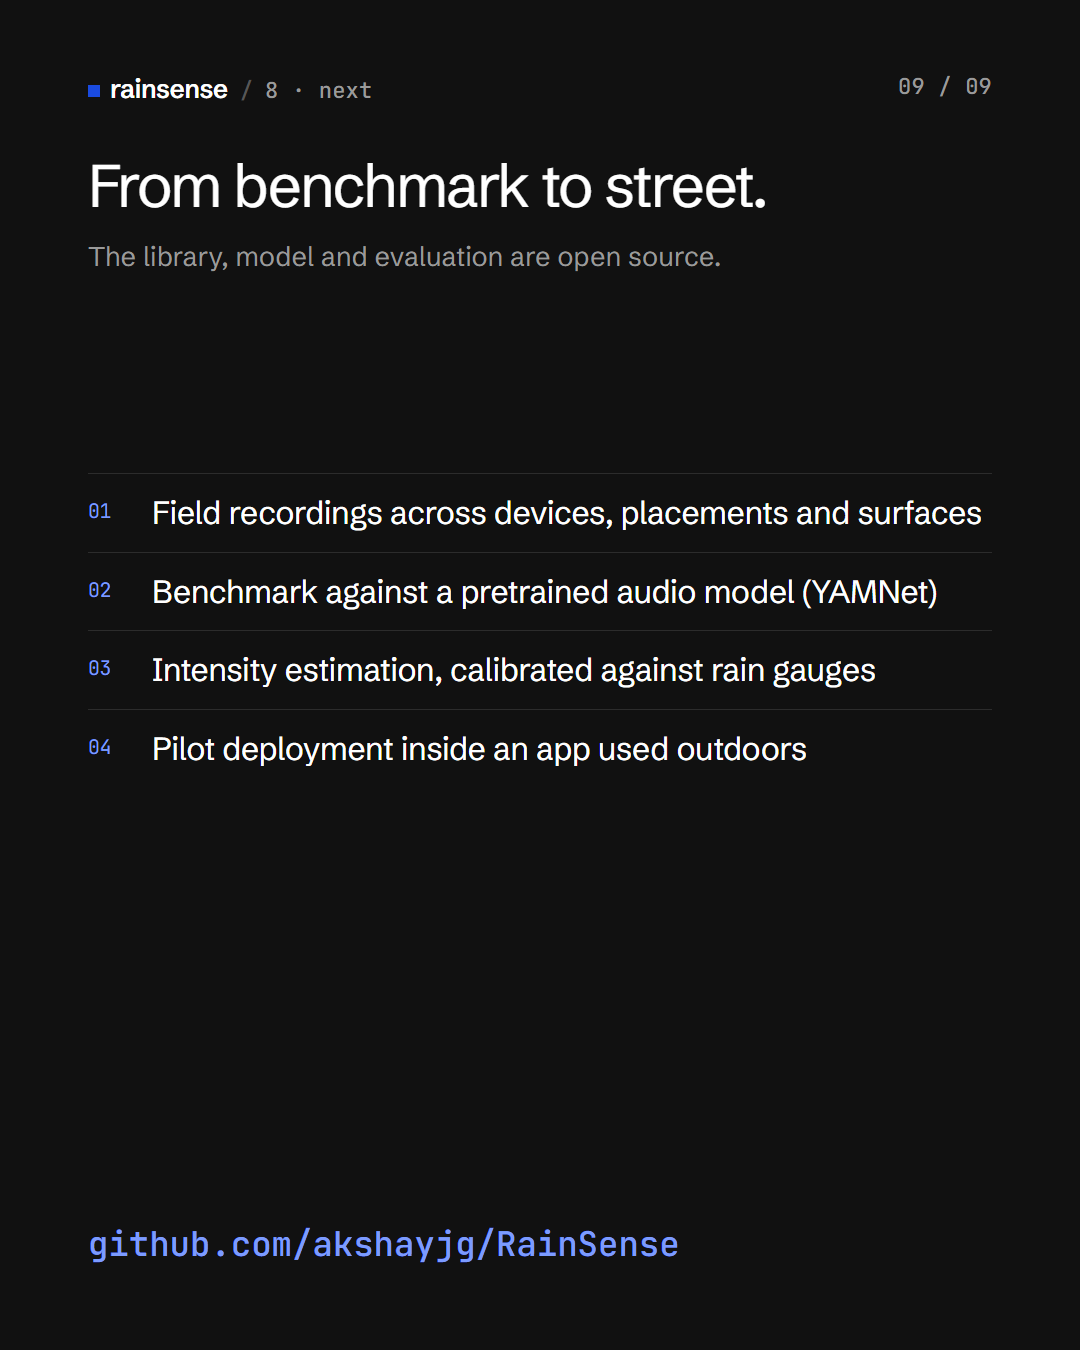 rainsense / 8 · next
09 / 09
From benchmark to street.
The library, model and evaluation are open source.
01 Field recordings across devices, placements and surfaces
02 Benchmark against a pretrained audio model (YAMNet)
03 Intensity estimation, calibrated against rain gauges
04 Pilot deployment inside an app used outdoors
github.com/akshayjg/RainSense